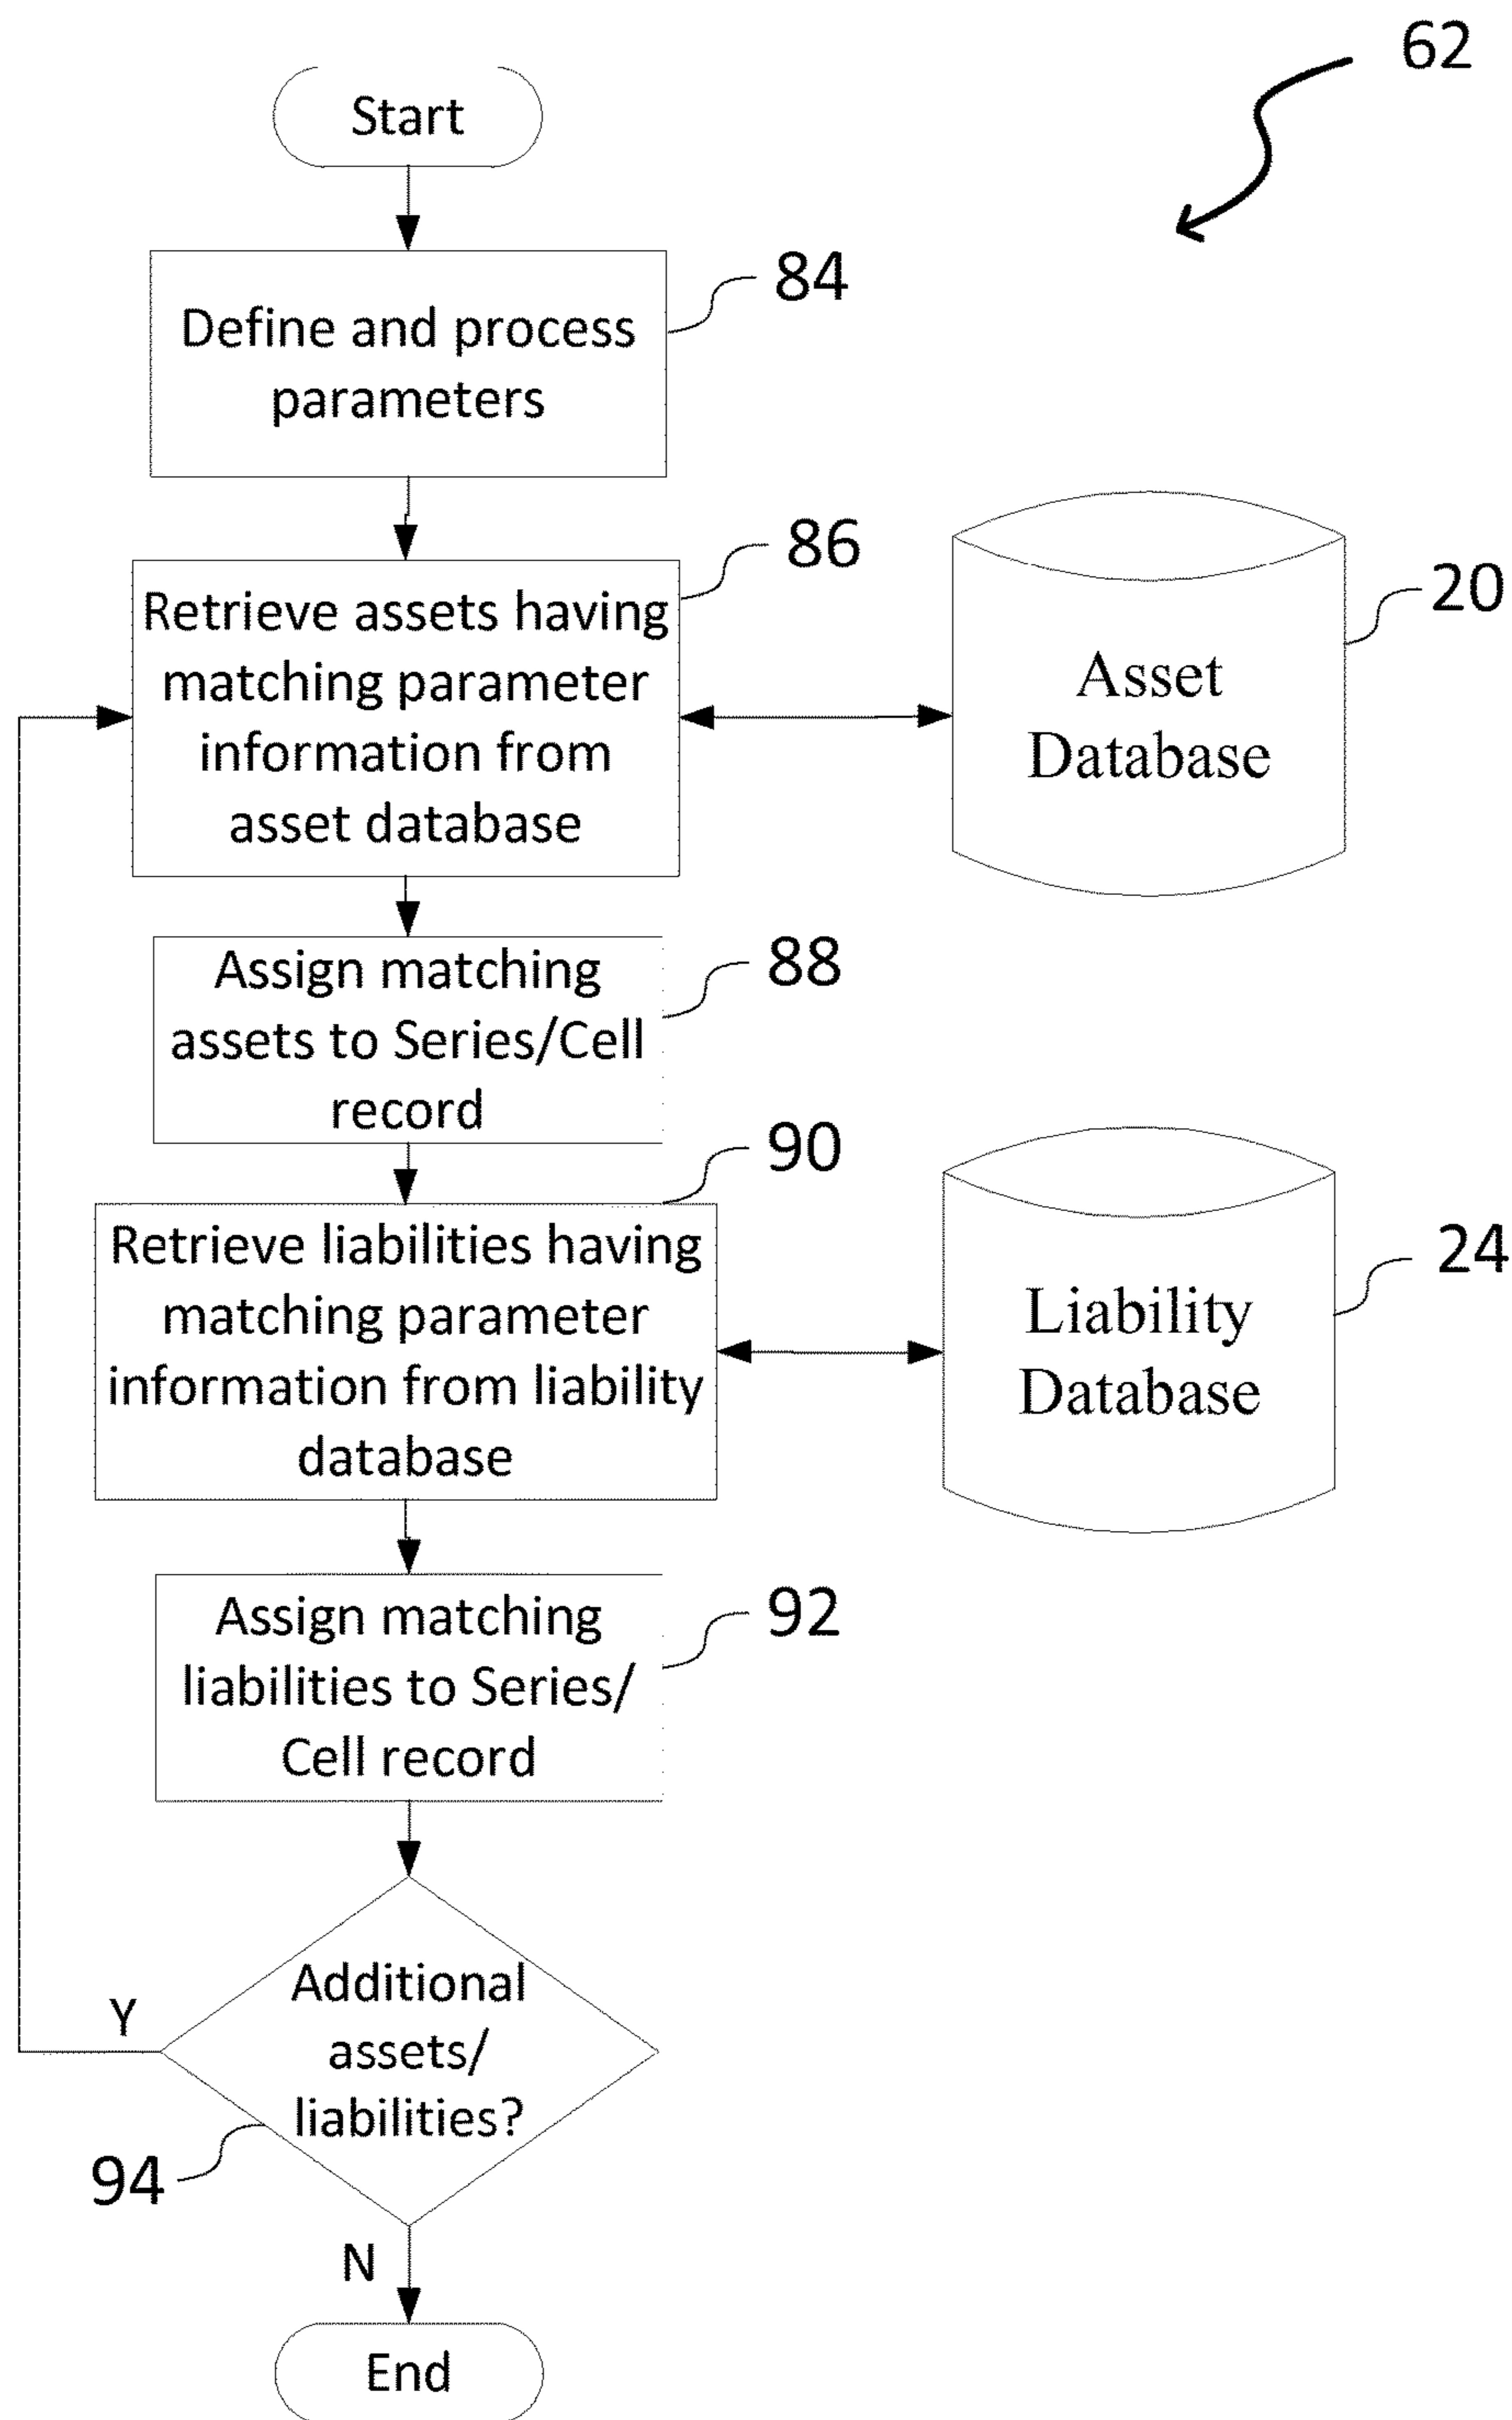 62
Start
84
Define and process
parameters
86
Retrieve assets having
matching parameter
information from
asset database
20
Asset
Database
88
Assign matching
assets to Series/Cell
record
90
Retrieve liabilities having
matching parameter
information from liability
database
24
Liability
Database
92
Assign matching
liabilities to Series/
Cell record
Additional
assets/
liabilities?
Y
94
N
End